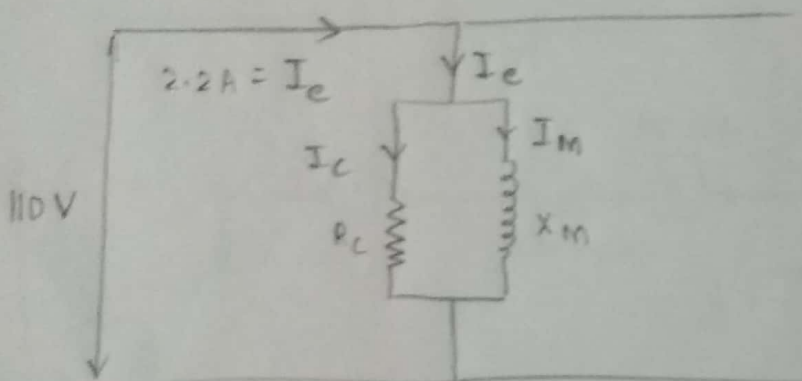 2.2A = Ie
Ie
Ic
Im
110V
Rc
Xm